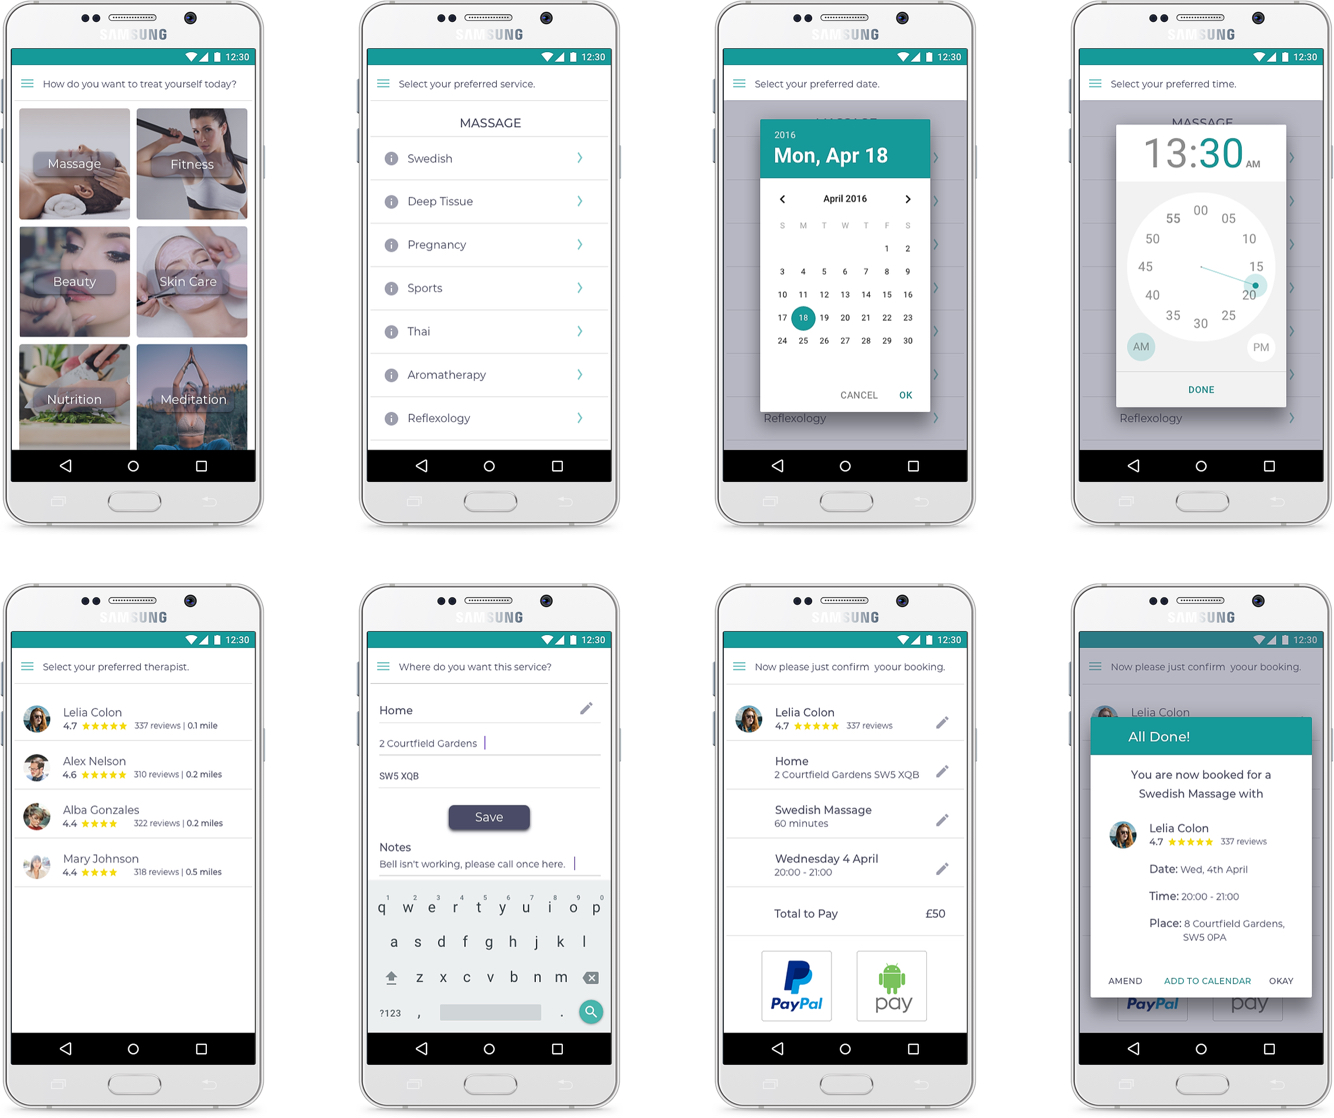 SAMSUNG
12:30
How do you want to treat yourself today?
Massage
Fitness
Beauty
Skin Care
Nutrition
Meditation
SAMSUNG
12:30
Select your preferred service.
MASSAGE
Swedish
Deep Tissue
Pregnancy
Sports
Thai
Aromatherapy
Reflexology
SAMSUNG
12:30
Select your preferred date.
MASSAGE
2016
Mon, Apr 18
April 2016
S M T W T F S
1 2
3 4 5 6 7 8 9
10 11 12 13 14 15 16
17 18 19 20 21 22 23
24 25 26 27 28 29 30
CANCEL OK
Reflexology
SAMSUNG
12:30
Select your preferred time.
MASSAGE
13:30 AM
00
55 05
50 10
45 15
40 20
35 25
30
AM PM
DONE
Reflexology
SAMSUNG
12:30
Select your preferred therapist.
Lelia Colon
4.7 337 reviews | 0.1 mile
Alex Nelson
4.6 310 reviews | 0.2 miles
Alba Gonzales
4.4 322 reviews | 0.2 miles
Mary Johnson
4.4 318 reviews | 0.5 miles
SAMSUNG
12:30
Where do you want this service?
Home
2 Courtfield Gardens
SW5 XQB
Save
Notes
Bell isn't working, please call once here.
1 2 3 4 5 6 7 8 9 0
q w e r t y u i o p
a s d f g h j k l
z x c v b n m
?123 , .
SAMSUNG
12:30
Now please just confirm yoour booking.
Lelia Colon
4.7 337 reviews
Home
2 Courtfield Gardens SW5 XQB
Swedish Massage
60 minutes
Wednesday 4 April
20:00 - 21:00
Total to Pay £50
PayPal
pay
SAMSUNG
12:30
Now please just confirm yoour booking.
Lelia Colon
All Done!
You are now booked for a
Swedish Massage with
Lelia Colon
4.7 337 reviews
Date: Wed, 4th April
Time: 20:00 - 21:00
Place: 8 Courtfield Gardens,
SW5 0PA
AMEND ADD TO CALENDAR OKAY
PayPal
pay